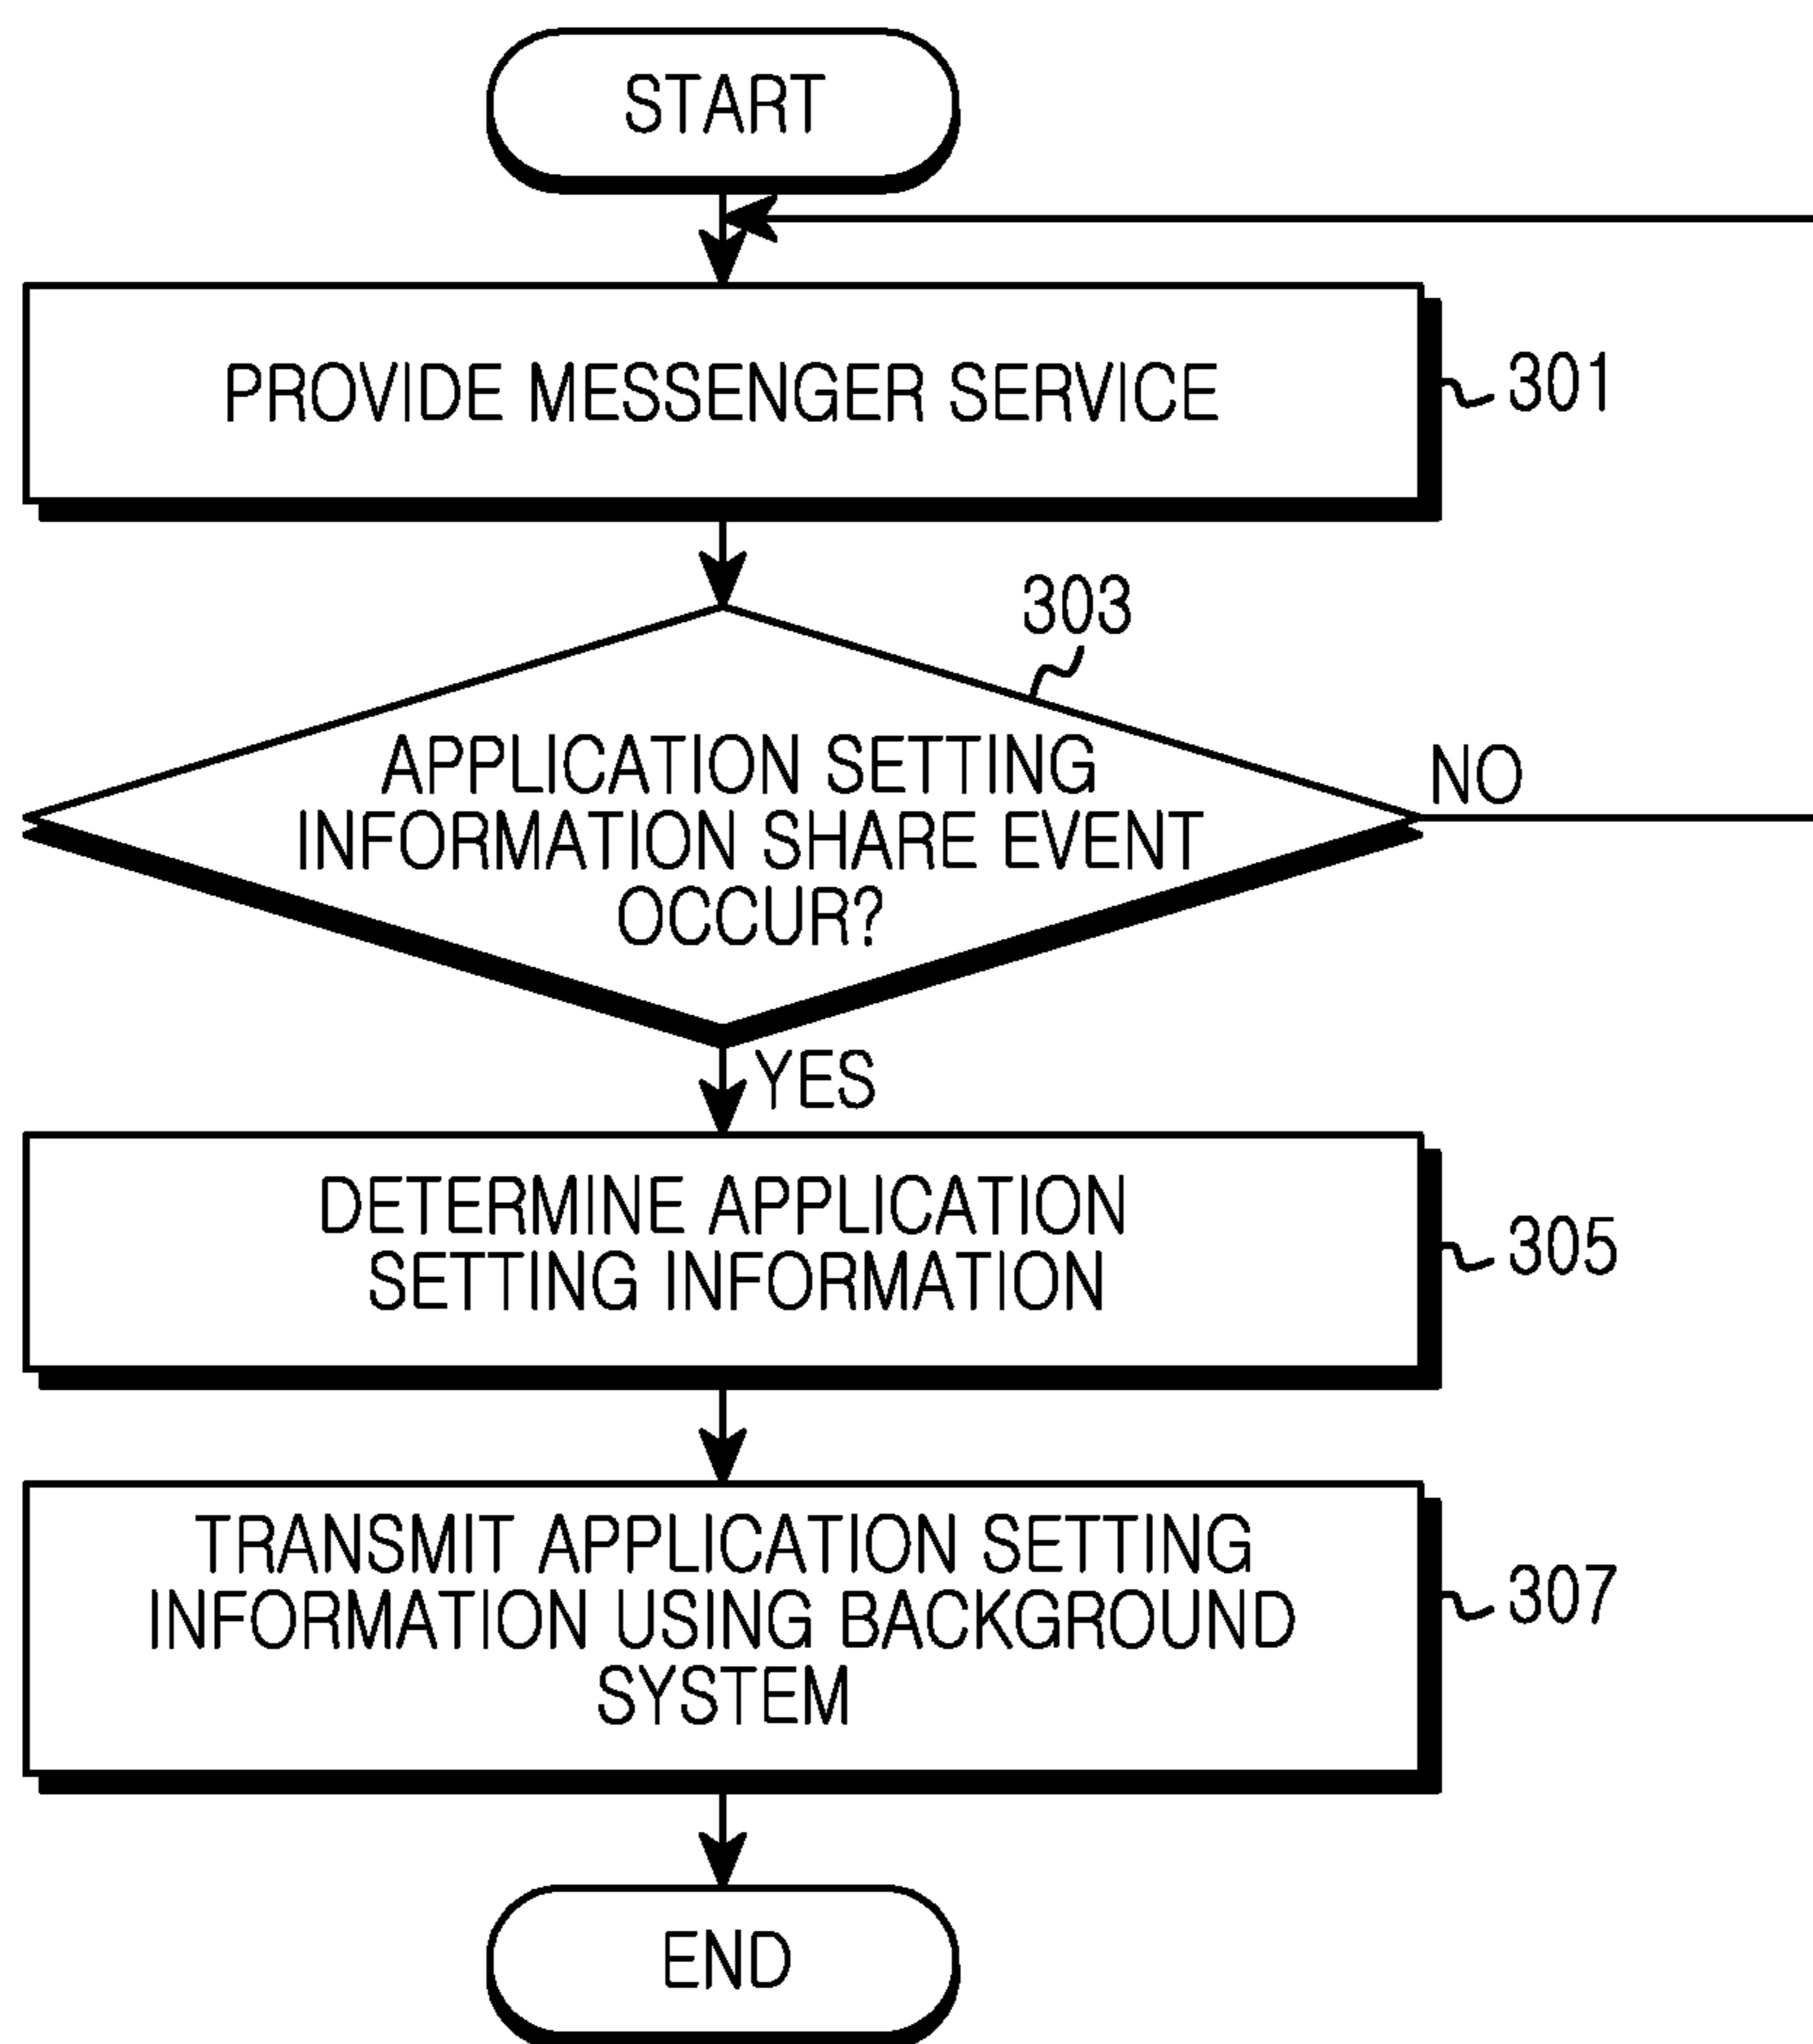 START
PROVIDE MESSENGER SERVICE
301
303
APPLICATION SETTING
INFORMATION SHARE EVENT
OCCUR?
NO
YES
DETERMINE APPLICATION
SETTING INFORMATION
305
TRANSMIT APPLICATION SETTING
INFORMATION USING BACKGROUND
SYSTEM
307
END